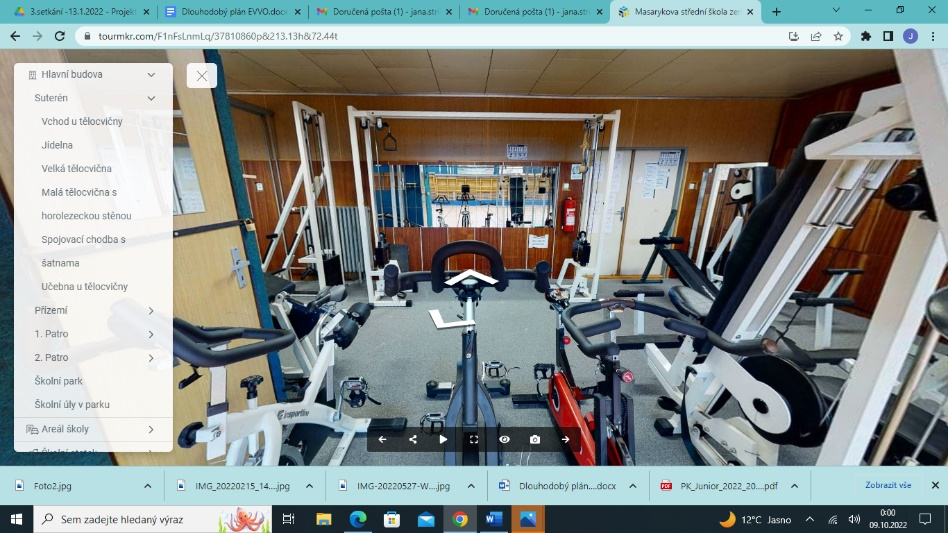 3.setkání -13.1.2022 - Projekt
Dlouhodobý plán EVVO.docx
Doručená pošta (1) - jana.str
Doručená pošta (1) - jana.str
Masarykova střední škola zem
tourmkr.com/F1nFsLnmLq/37810860p&213.13h&72.44t
J
Hlavní budova
Suterén
Vchod u tělocvičny
Jídelna
Velká tělocvična
Malá tělocvična s
horolezeckou stěnou
Spojovací chodba s
šatnama
Učebna u tělocvičny
Přízemí
1. Patro
2. Patro
Školní park
Školní úly v parku
Areál školy
Školní statek
insportline
Foto2.jpg
IMG_20220215_14....jpg
IMG-20220527-W....jpg
Dlouhodobý plán....docx
PK_Junior_2022_20....pdf
Zobrazit vše
Sem zadejte hledaný výraz
12°C Jasno
0:00
09.10.2022